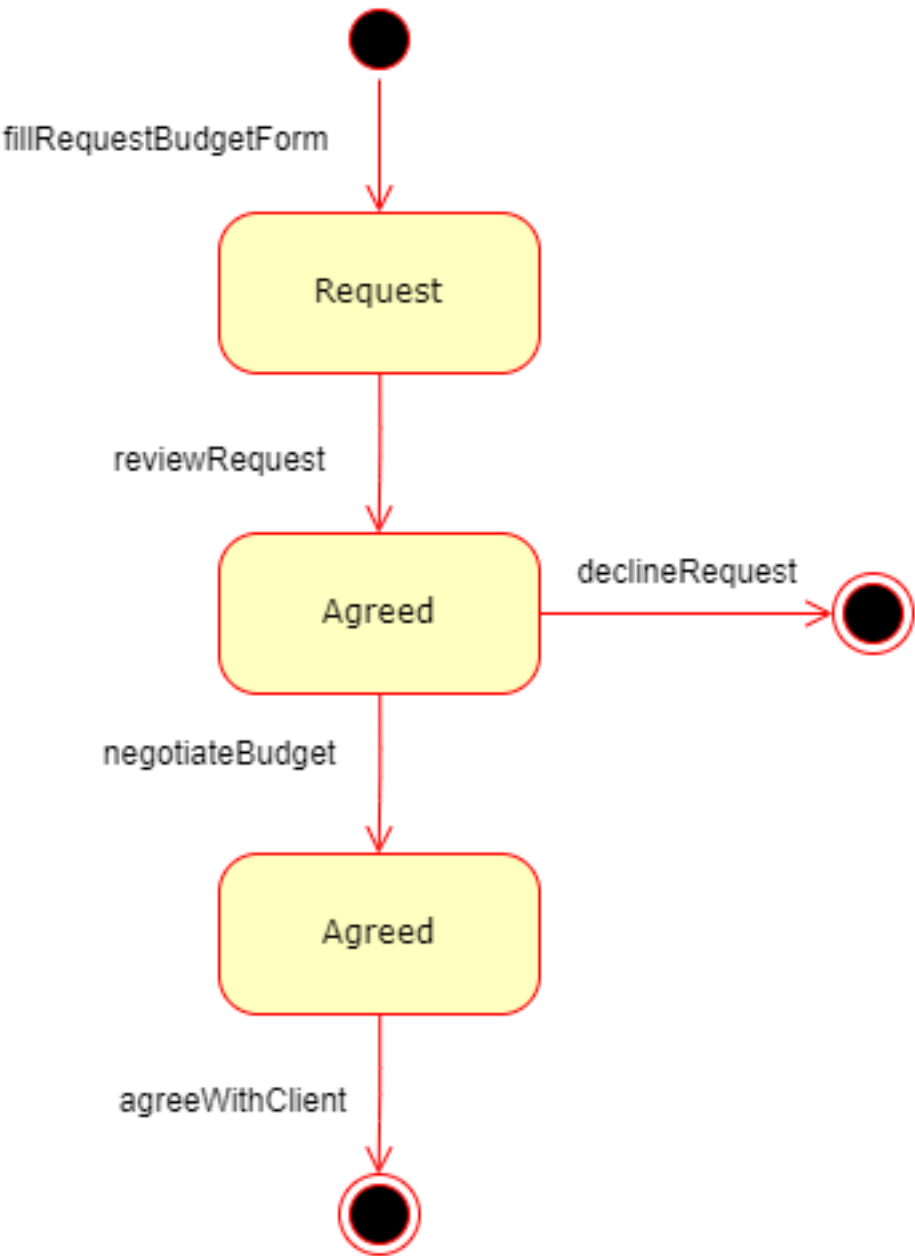 fillRequestBudgetForm
Request
reviewRequest
Agreed
declineRequest
negotiateBudget
Agreed
agreeWithClient